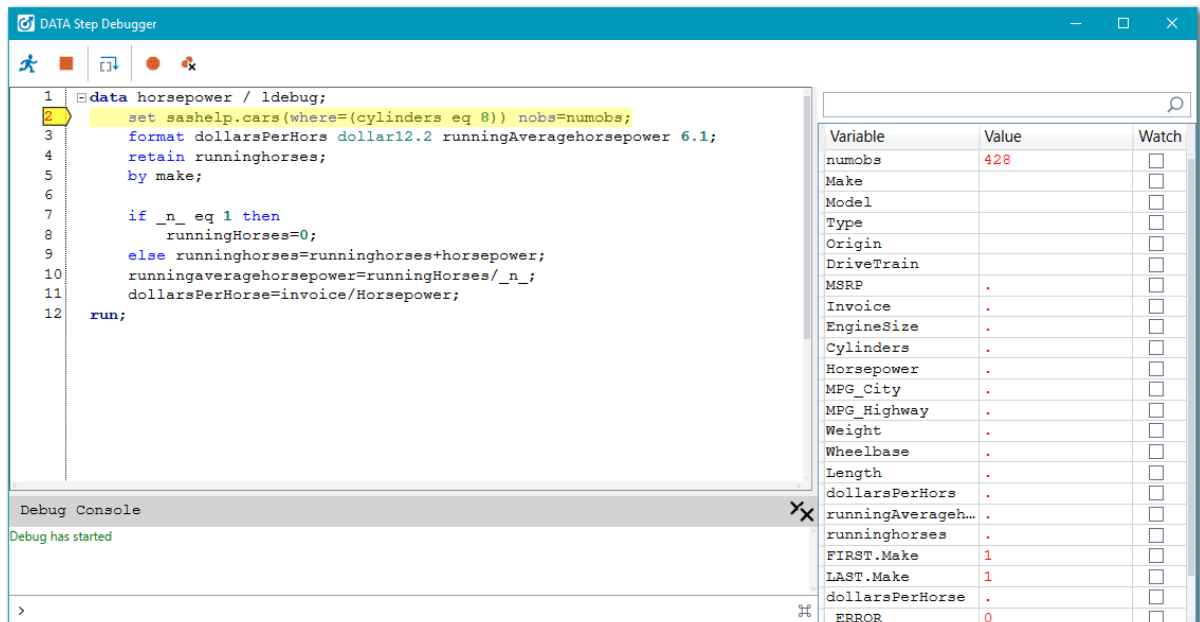 DATA Step Debugger
1 data horsepower / ldebug;
2 set sashelp.cars(where=(cylinders eq 8)) nobs=numobs;
3 format dollarsPerHors dollar12.2 runningAveragehorsepower 6.1;
4 retain runninghorses;
5 by make;
6
7 if _n_ eq 1 then
8 runningHorses=0;
9 else runninghorses=runninghorses+horsepower;
10 runningaveragehorsepower=runningHorses/_n_;
11 dollarsPerHorse=invoice/Horsepower;
12 run;
Debug Console
Debug has started
>
Variable Value Watch
numobs 428
Make
Model
Type
Origin
DriveTrain
MSRP .
Invoice .
EngineSize .
Cylinders .
Horsepower .
MPG_City .
MPG_Highway .
Weight .
Wheelbase .
Length .
dollarsPerHors .
runningAverageh... .
runninghorses .
FIRST.Make 1
LAST.Make 1
dollarsPerHorse .
_ERROR_ 0